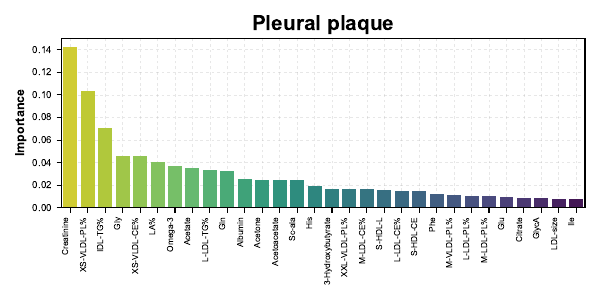 Pleural plaque
Importance
0.14
0.12
0.10
0.08
0.06
0.04
0.02
0.00
Creatinine
XS-VLDL-PL%
IDL-TG%
Gly
XS-VLDL-CE%
LA%
Omega-3
Acetate
L-LDL-TG%
Gln
Albumin
Acetone
Acetoacetate
Sc-ala
His
3-Hydroxybutyrate
XXL-VLDL-PL%
M-LDL-CE%
S-HDL-L
L-LDL-CE%
S-HDL-CE
Phe
M-VLDL-PL%
L-LDL-PL%
M-LDL-PL%
Glu
Citrate
GlycA
LDL-size
Ile